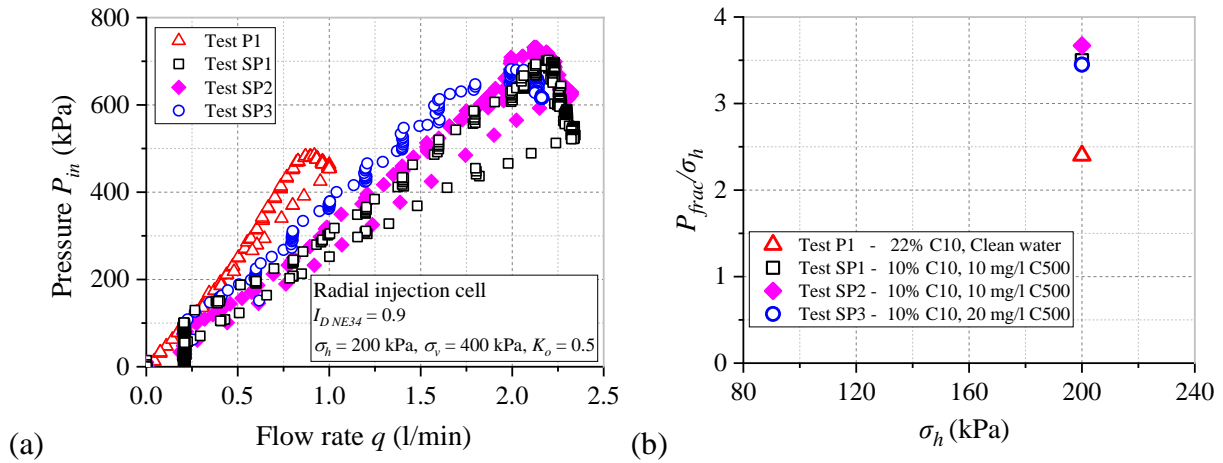 800
600
400
200
0
Pressure P_in (kPa)
Test P1
Test SP1
Test SP2
Test SP3
Radial injection cell
I_D NE34 = 0.9
σ_h = 200 kPa, σ_v = 400 kPa, K_o = 0.5
0.0 0.5 1.0 1.5 2.0 2.5
Flow rate q (l/min)
(a)
4
3
2
1
0
P_frac/σ_h
Test P1 - 22% C10, Clean water
Test SP1 - 10% C10, 10 mg/l C500
Test SP2 - 10% C10, 10 mg/l C500
Test SP3 - 10% C10, 20 mg/l C500
80 120 160 200 240
σ_h (kPa)
(b)